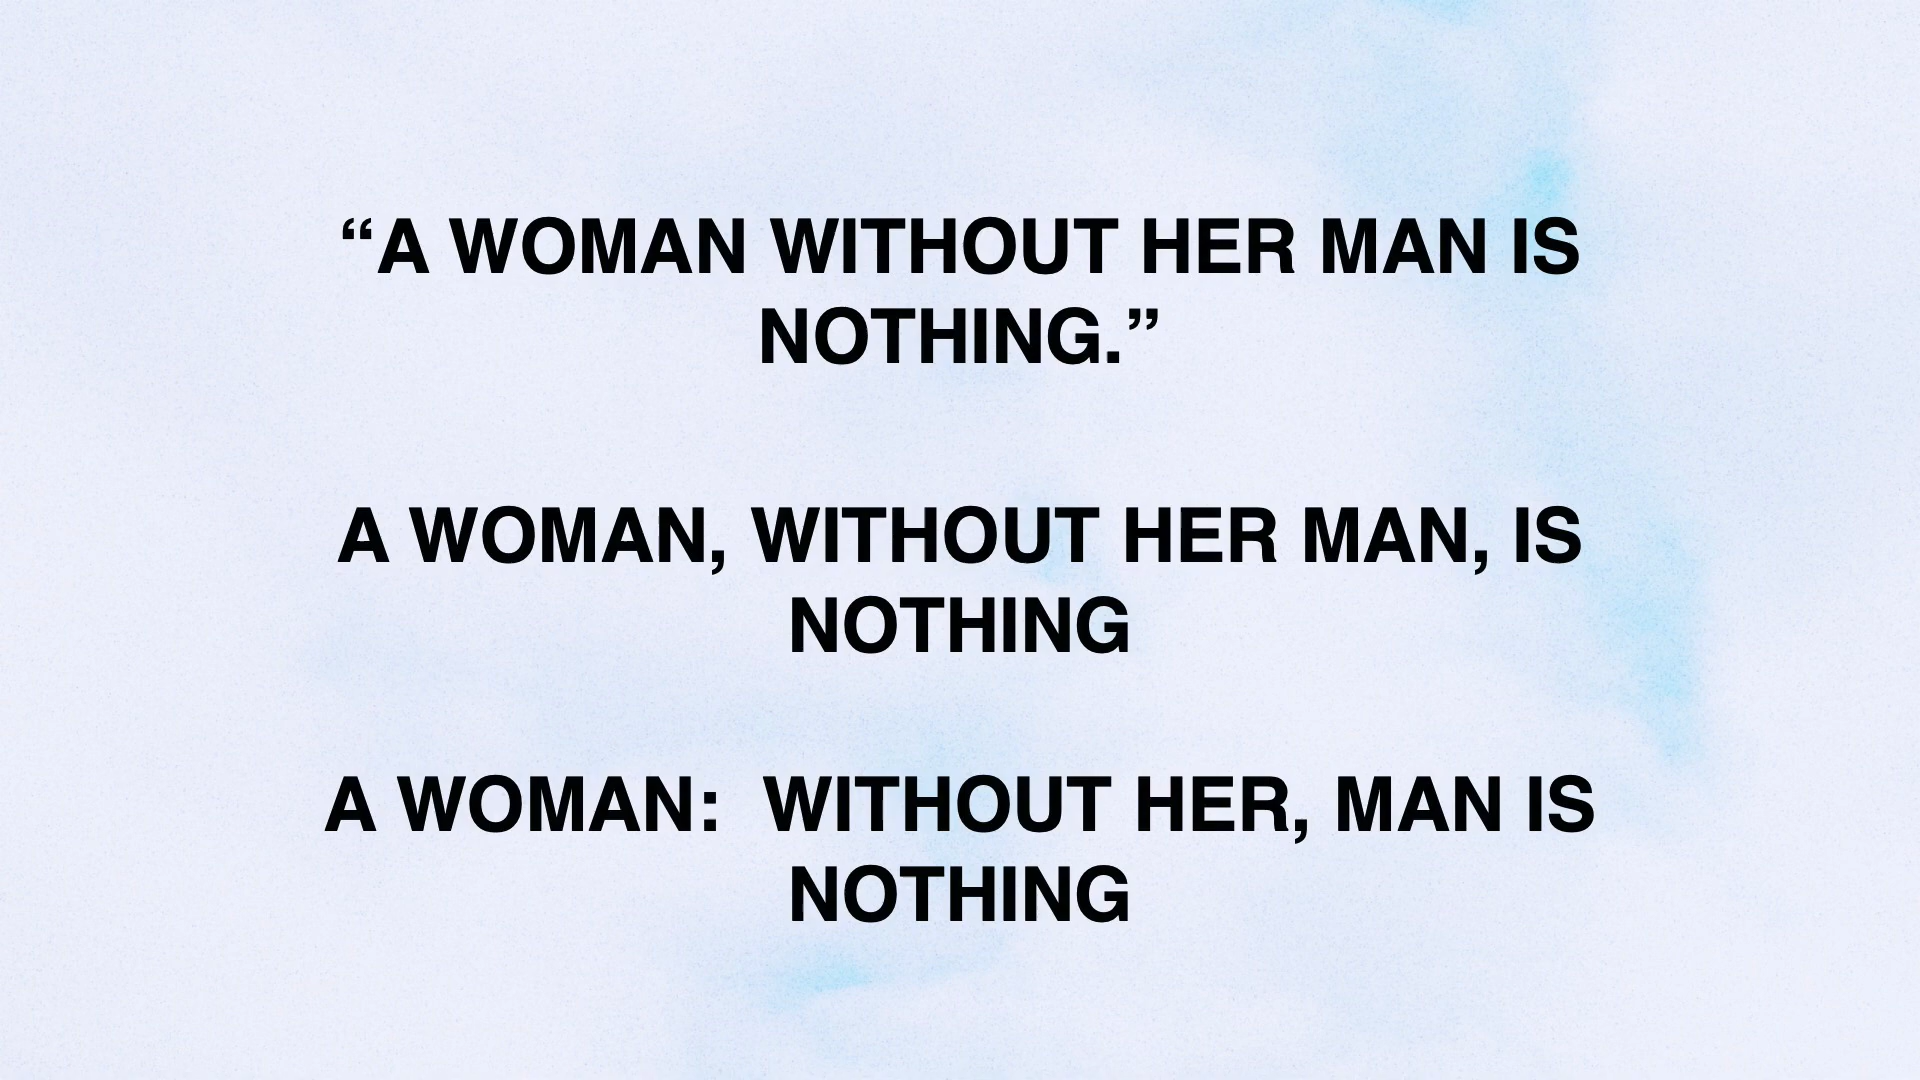 “A WOMAN WITHOUT HER MAN IS
NOTHING.”
A WOMAN, WITHOUT HER MAN, IS
NOTHING
A WOMAN:  WITHOUT HER, MAN IS
NOTHING